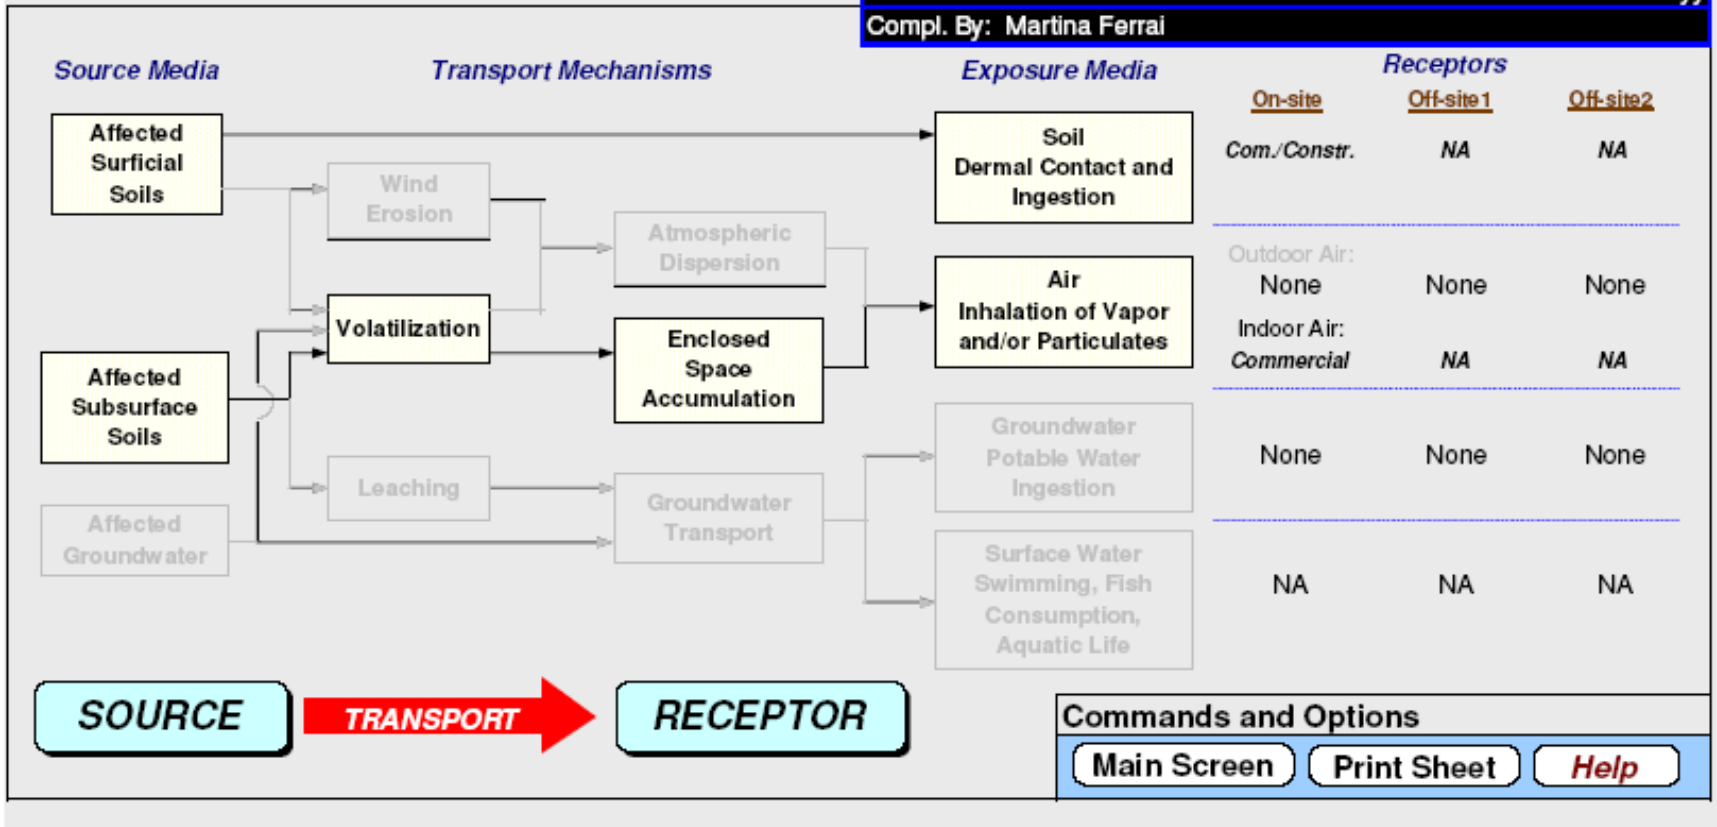 Compl. By: Martina Ferrai
Source Media
Transport Mechanisms
Exposure Media
Receptors
On-site
Off-site1
Off-site2
Affected
Surficial
Soils
Soil
Dermal Contact and
Ingestion
Com./Constr.
NA
NA
Wind
Erosion
Atmospheric
Dispersion
Outdoor Air:
Air
Inhalation of Vapor
and/or Particulates
None
None
None
Volatilization
Enclosed
Space
Accumulation
Indoor Air:
Commercial
NA
NA
Affected
Subsurface
Soils
Groundwater
Potable Water
Ingestion
None
None
None
Leaching
Groundwater
Transport
Affected
Groundwater
Surface Water
Swimming, Fish
Consumption,
Aquatic Life
NA
NA
NA
SOURCE
TRANSPORT
RECEPTOR
Commands and Options
Main Screen
Print Sheet
Help